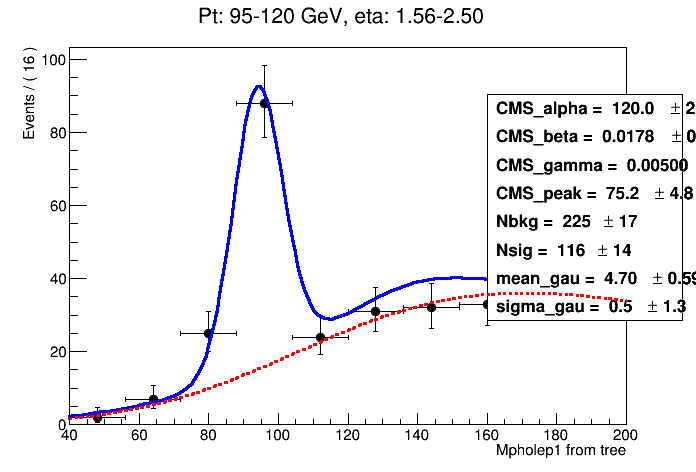 Pt: 95-120 GeV, eta: 1.56-2.50
Events / ( 16 )
100
80
60
40
20
0
40 60 80 100 120 140 160 180 200
Mpholep1 from tree
CMS_alpha = 120.0 ± 2
CMS_beta = 0.0178 ± 0
CMS_gamma = 0.00500
CMS_peak = 75.2 ± 4.8
Nbkg = 225 ± 17
Nsig = 116 ± 14
mean_gau = 4.70 ± 0.59
sigma_gau = 0.5 ± 1.3